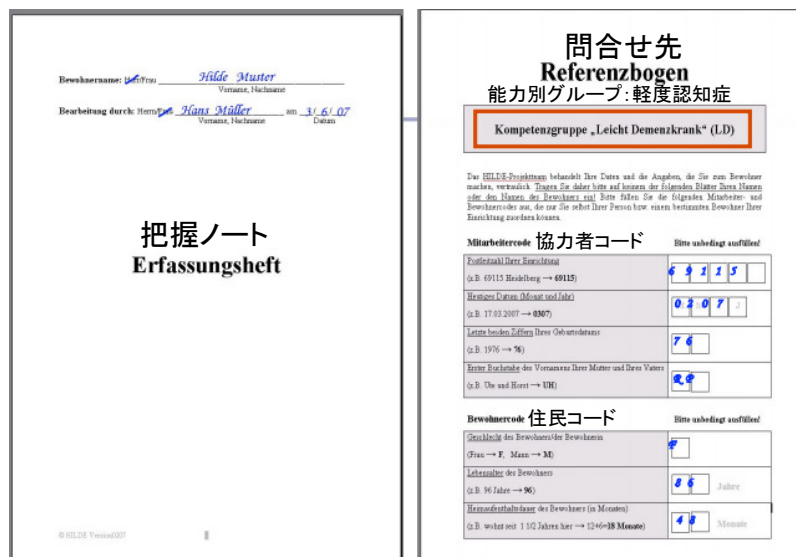 Bewohnername: Herr/Frau Hilde Muster
Vorname, Nachname
Bearbeitung durch: Herrn/Frau Hans Müller am 3/ 6/ 07
Vorname, Nachname Datum
把握ノート
Erfassungsheft
© HILDE Version0207
問合せ先
Referenzbogen
能力別グループ:軽度認知症
Kompetenzgruppe „Leicht Demenzkrank“ (LD)
Das HILDE-Projektteam behandelt Ihre Daten und die Angaben, die Sie zum Bewohner
machen, vertraulich. Tragen Sie daher bitte auf keinem der folgenden Blätter Ihren Namen
oder den Namen des Bewohners ein! Bitte füllen Sie die folgenden Mitarbeiter- und
Bewohnercodes aus, die nur Sie selbst Ihrer Person bzw. einem bestimmten Bewohner Ihrer
Einrichtung zuordnen können.
Mitarbeitercode 協力者コード Bitte unbedingt ausfüllen!
Postleitzahl Ihrer Einrichtung
(z.B. 69115 Heidelberg → 69115)
6 9 1 1 5
Heutiges Datum (Monat und Jahr)
(z.B. 17.03.2007 → 0307)
0 2 0 7 J
Letzte beiden Ziffern Ihres Geburtsdatums
(z.B. 1976 → 76)
7 6
Erster Buchstabe des Vornamens Ihrer Mutter und Ihres Vaters
(z.B. Ute und Horst → UH)
Bewohnercode 住民コード Bitte unbedingt ausfüllen!
Geschlecht des Bewohners/der Bewohnerin
(Frau → F, Mann → M)
F
Lebensalter des Bewohners
(z.B. 96 Jahre → 96)
8 6 Jahre
Heimaufenthaltsdauer des Bewohners (in Monaten)
(z.B. wohnt seit 1 1/2 Jahren hier → 12+6=18 Monate)
4 8 Monate